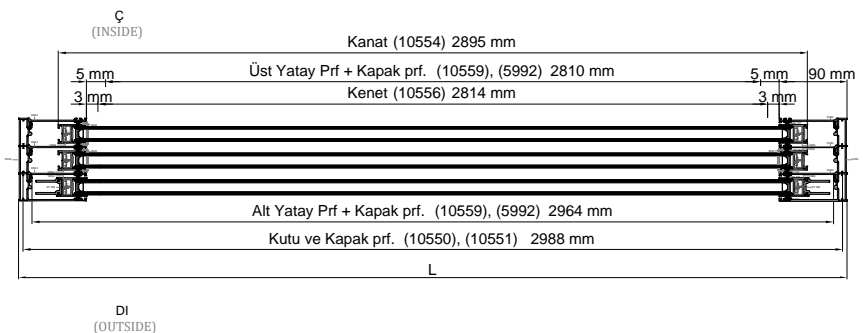 Ç
(INSIDE)
Kanat (10554) 2895 mm
5 mm Üst Yatay Prf + Kapak prf. (10559), (5992) 2810 mm 5 mm 90 mm
3 mm Kenet (10556) 2814 mm 3 mm
Alt Yatay Prf + Kapak prf. (10559), (5992) 2964 mm
Kutu ve Kapak prf. (10550), (10551) 2988 mm
L
DI
(OUTSIDE)